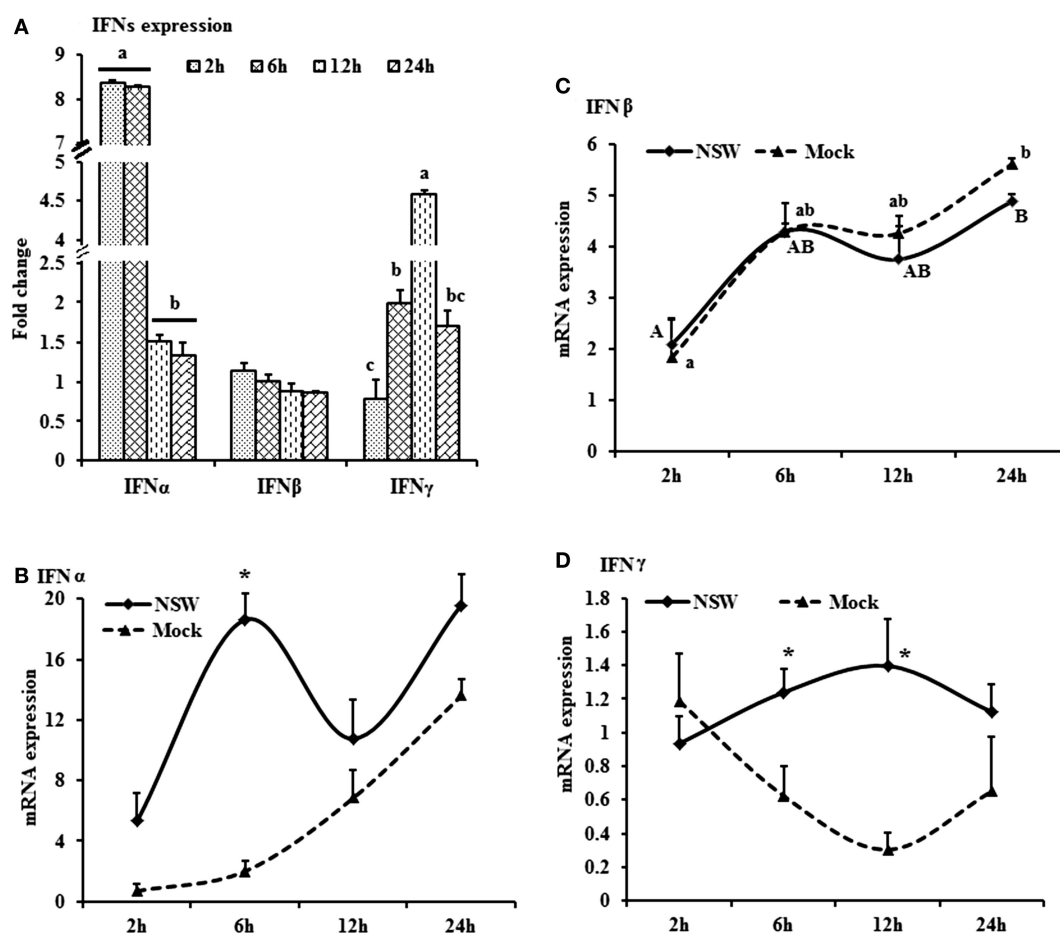 A
IFNs expression
2h 6h 12h 24h
Fold change
9
8
7
5
4.5
4
2.5
2
1.5
1
0.5
0
a
b
c
b
a
bc
IFNα IFNβ IFNγ
B
IFNα
NSW
Mock
mRNA expression
20
16
12
8
4
0
*
2h 6h 12h 24h
C
IFNβ
NSW Mock
mRNA expression
6
5
4
3
2
1
0
A
a
ab
AB
ab
AB
b
B
2h 6h 12h 24h
D
IFNγ
NSW Mock
mRNA expression
1.8
1.6
1.4
1.2
1
0.8
0.6
0.4
0.2
0
* *
2h 6h 12h 24h